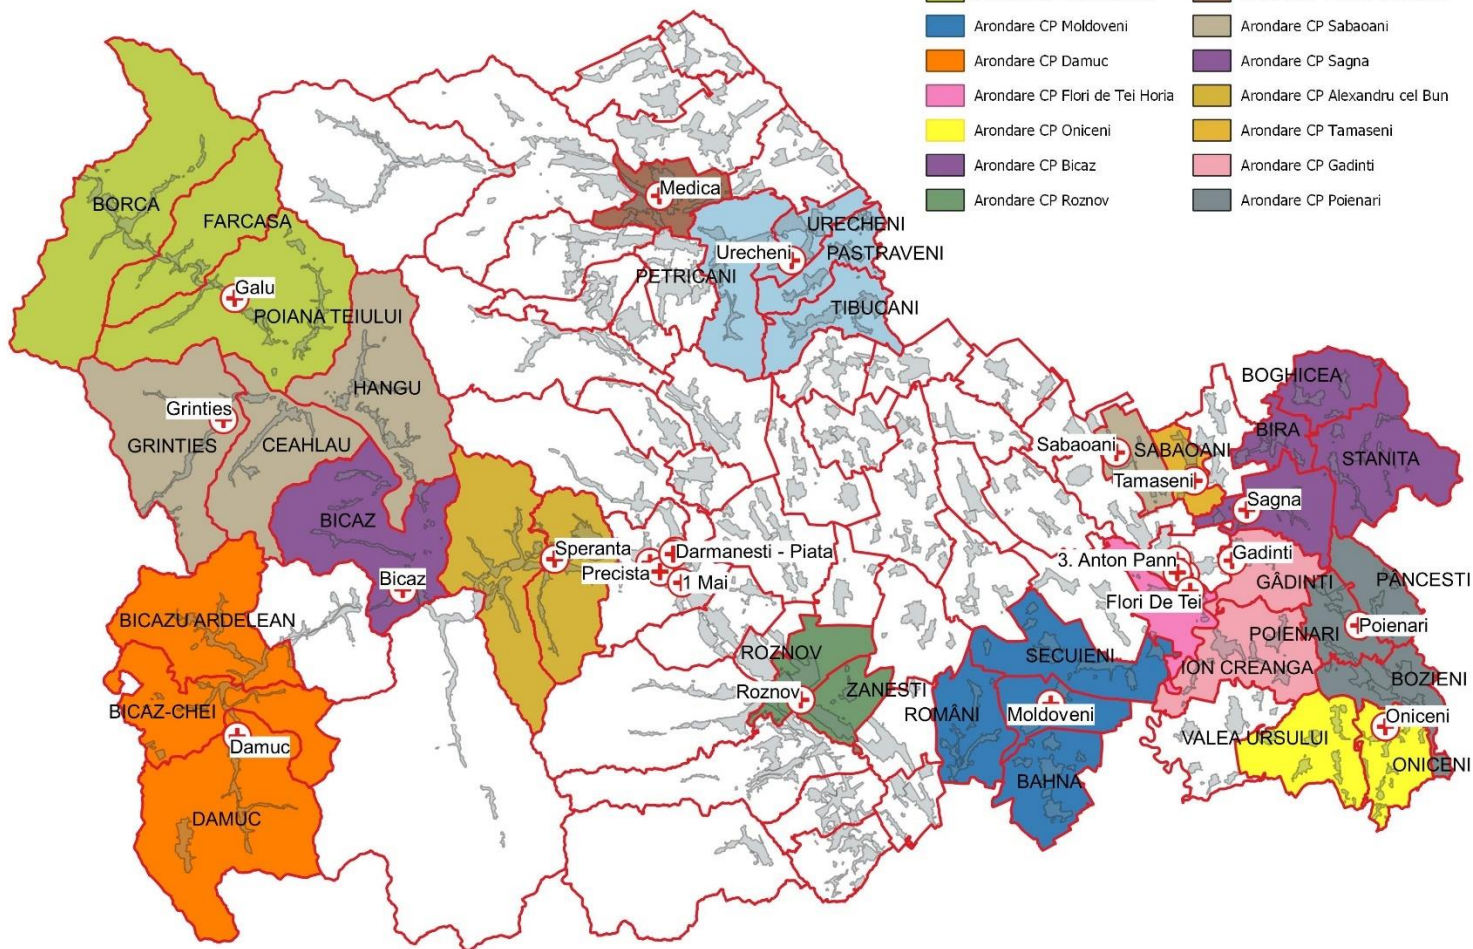 Arondare CP Moldoveni
Arondare CP Sabaoani
Arondare CP Damuc
Arondare CP Sagna
Arondare CP Flori de Tei Horia
Arondare CP Alexandru cel Bun
Arondare CP Oniceni
Arondare CP Tamaseni
Arondare CP Bicaz
Arondare CP Gadinti
Arondare CP Roznov
Arondare CP Poienari
Medica
BORCA
FARCASA
URECHENI
Urecheni
PASTRAVENI
PETRICANI
Galu
TIBUCANI
POIANA TEIULUI
BOGHICEA
HANGU
Grinties
BIRA
GRINTIES
CEAHLAU
Sabaoani
SABAOANI
STANITA
Tamaseni
Sagna
BICAZ
Speranta
Darmanesti - Piata
Gadinti
3. Anton Pann
Precista
1 Mai
Bicaz
GÂDINTI
PÂNCESTI
Flori De Tei
BICAZU ARDELEAN
Poienari
POIENARI
ROZNOV
SECUIENI
ION CREANGA
BOZIENI
Roznov
ZANESTI
ROMÂNI
Moldoveni
BICAZ-CHEI
Oniceni
VALEA URSULUI
Damuc
ONICENI
BAHNA
DAMUC